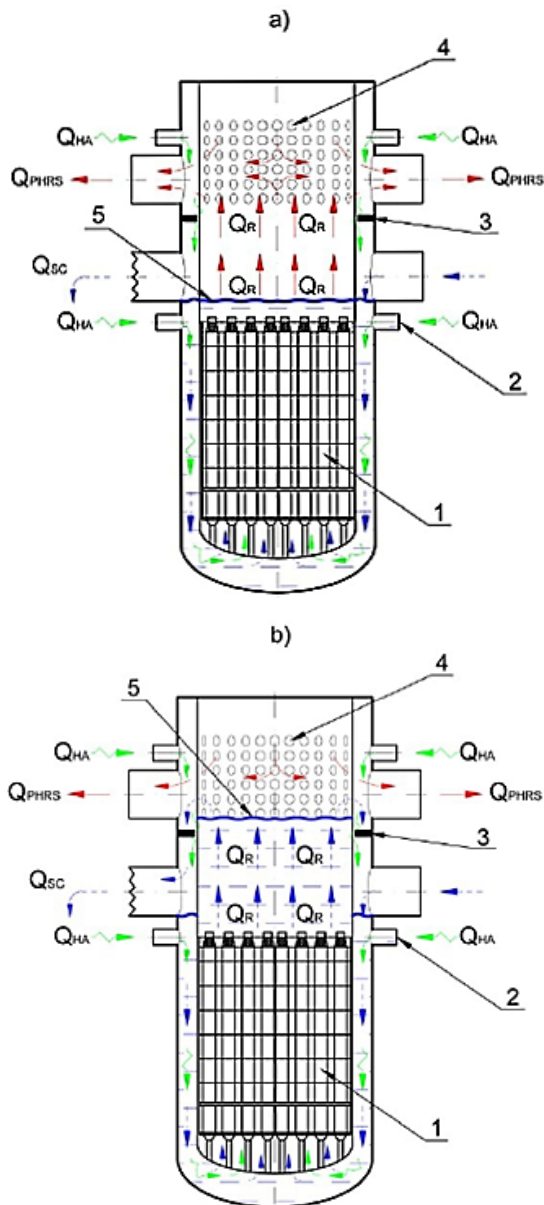 a)
4
QHA QHA
QPHRS QPHRS
5 QR QR 3
QSC QR QR
QHA QHA
2
1
b)
5 4
QHA QHA
QPHRS QPHRS
3
QR QR
QSC
QR QR
QHA QHA
2
1